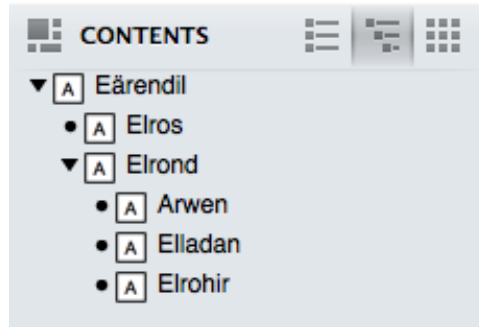 CONTENTS
A Eärendil
A Elros
A Elrond
A Arwen
A Elladan
A Elrohir